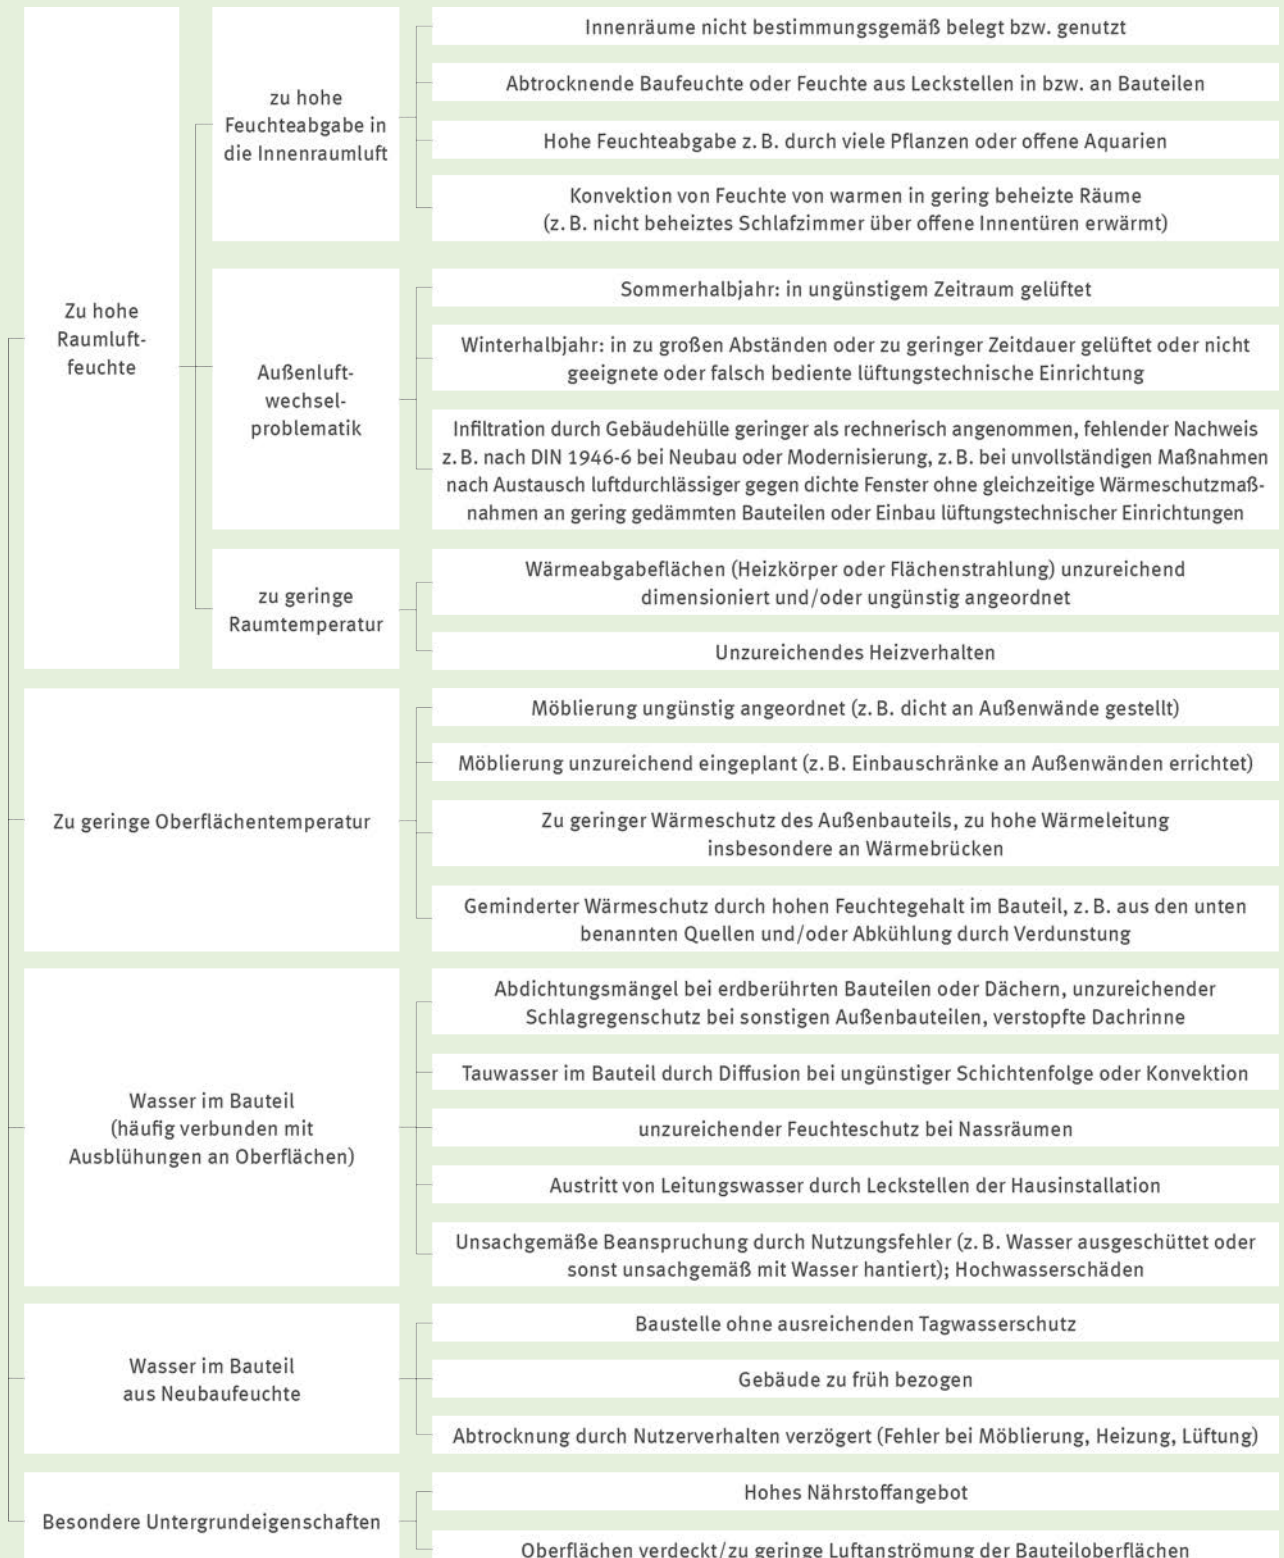 Zu hohe
Raumluft-
feuchte
zu hohe
Feuchteabgabe in
die Innenraumluft
Innenräume nicht bestimmungsgemäß belegt bzw. genutzt
Abtrocknende Baufeuchte oder Feuchte aus Leckstellen in bzw. an Bauteilen
Hohe Feuchteabgabe z. B. durch viele Pflanzen oder offene Aquarien
Konvektion von Feuchte von warmen in gering beheizte Räume
(z. B. nicht beheiztes Schlafzimmer über offene Innentüren erwärmt)
Außenluft-
wechsel-
problematik
Sommerhalbjahr: in ungünstigem Zeitraum gelüftet
Winterhalbjahr: in zu großen Abständen oder zu geringer Zeitdauer gelüftet oder nicht
geeignete oder falsch bediente lüftungstechnische Einrichtung
Infiltration durch Gebäudehülle geringer als rechnerisch angenommen, fehlender Nachweis
z. B. nach DIN 1946-6 bei Neubau oder Modernisierung, z. B. bei unvollständigen Maßnahmen
nach Austausch luftdurchlässiger gegen dichte Fenster ohne gleichzeitige Wärmeschutzmaß-
nahmen an gering gedämmten Bauteilen oder Einbau lüftungstechnischer Einrichtungen
zu geringe
Raumtemperatur
Wärmeabgabeflächen (Heizkörper oder Flächenstrahlung) unzureichend
dimensioniert und/oder ungünstig angeordnet
Unzureichendes Heizverhalten
Zu geringe Oberflächentemperatur
Möblierung ungünstig angeordnet (z. B. dicht an Außenwände gestellt)
Möblierung unzureichend eingeplant (z. B. Einbauschränke an Außenwänden errichtet)
Zu geringer Wärmeschutz des Außenbauteils, zu hohe Wärmeleitung
insbesondere an Wärmebrücken
Geminderter Wärmeschutz durch hohen Feuchtegehalt im Bauteil, z. B. aus den unten
benannten Quellen und/oder Abkühlung durch Verdunstung
Wasser im Bauteil
(häufig verbunden mit
Ausblühungen an Oberflächen)
Abdichtungsmängel bei erdberührten Bauteilen oder Dächern, unzureichender
Schlagregenschutz bei sonstigen Außenbauteilen, verstopfte Dachrinne
Tauwasser im Bauteil durch Diffusion bei ungünstiger Schichtenfolge oder Konvektion
unzureichender Feuchteschutz bei Nassräumen
Austritt von Leitungswasser durch Leckstellen der Hausinstallation
Unsachgemäße Beanspruchung durch Nutzungsfehler (z. B. Wasser ausgeschüttet oder
sonst unsachgemäß mit Wasser hantiert); Hochwasserschäden
Wasser im Bauteil
aus Neubaufeuchte
Baustelle ohne ausreichenden Tagwasserschutz
Gebäude zu früh bezogen
Abtrocknung durch Nutzerverhalten verzögert (Fehler bei Möblierung, Heizung, Lüftung)
Besondere Untergrundeigenschaften
Hohes Nährstoffangebot
Oberflächen verdeckt/zu geringe Luftanströmung der Bauteiloberflächen